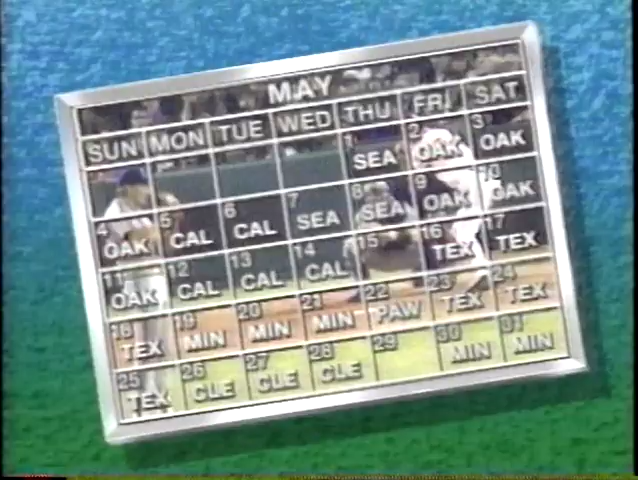 MAY
SUN MON TUE WED THU FRI SAT
1 2 3
SEA OAK OAK
4 5 6 7 8 9 10
OAK CAL CAL SEA SEA OAK OAK
11 12 13 14 15 16 17
OAK CAL CAL CAL TEX TEX
18 19 20 21 22 23 24
TEX MIN MIN MIN PAW TEX TEX
25 26 27 28 29 30 31
TEX CLE CLE CLE MIN MIN